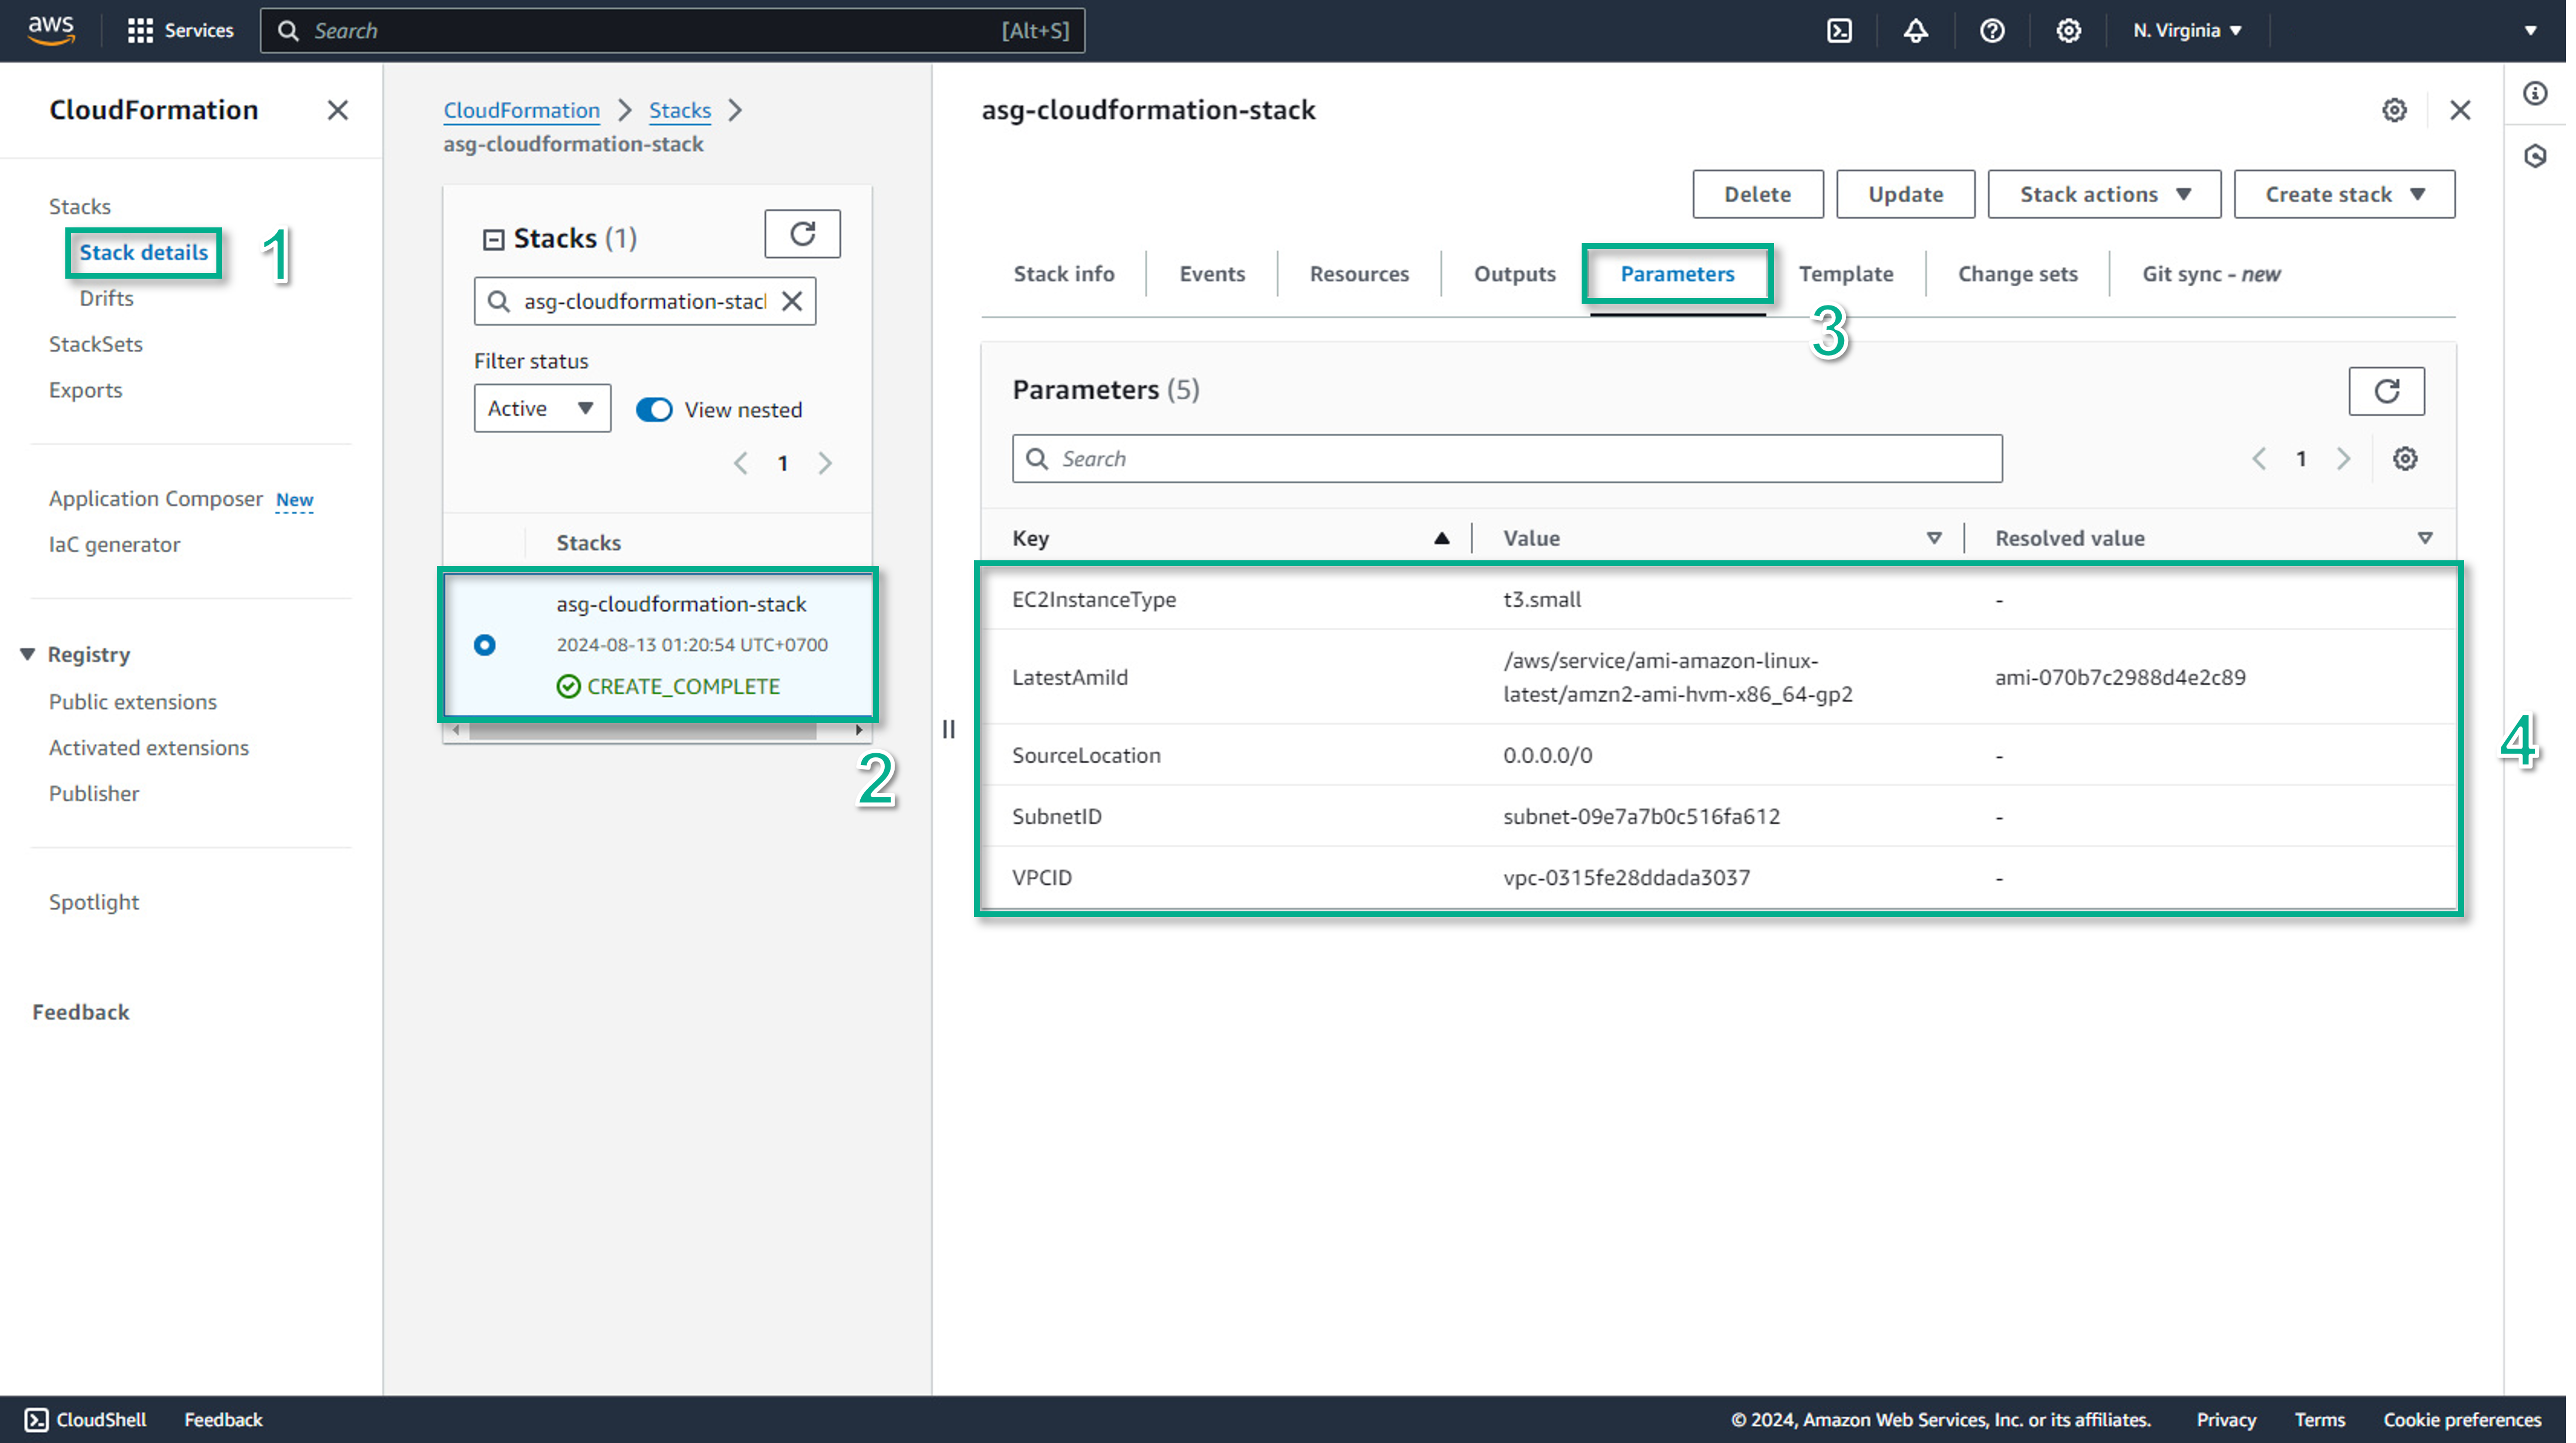 aws
Services
Search
[Alt+S]
N. Virginia
CloudFormation
Stacks
Stack details
1
Drifts
StackSets
Exports
Application Composer New
IaC generator
Registry
Public extensions
Activated extensions
Publisher
Spotlight
Feedback
CloudFormation
Stacks
asg-cloudformation-stack
Stacks (1)
asg-cloudformation-stac
Filter status
Active
View nested
1
Stacks
asg-cloudformation-stack
2024-08-13 01:20:54 UTC+0700
CREATE_COMPLETE
2
asg-cloudformation-stack
Delete
Update
Stack actions
Create stack
Stack info
Events
Resources
Outputs
Parameters
Template
Change sets
Git sync - new
3
Parameters (5)
Search
1
Key
Value
Resolved value
EC2InstanceType
t3.small
-
LatestAmiId
/aws/service/ami-amazon-linux-
latest/amzn2-ami-hvm-x86_64-gp2
ami-070b7c2988d4e2c89
SourceLocation
0.0.0.0/0
-
SubnetID
subnet-09e7a7b0c516fa612
-
VPCID
vpc-0315fe28ddada3037
-
4
CloudShell
Feedback
© 2024, Amazon Web Services, Inc. or its affiliates.
Privacy
Terms
Cookie preferences